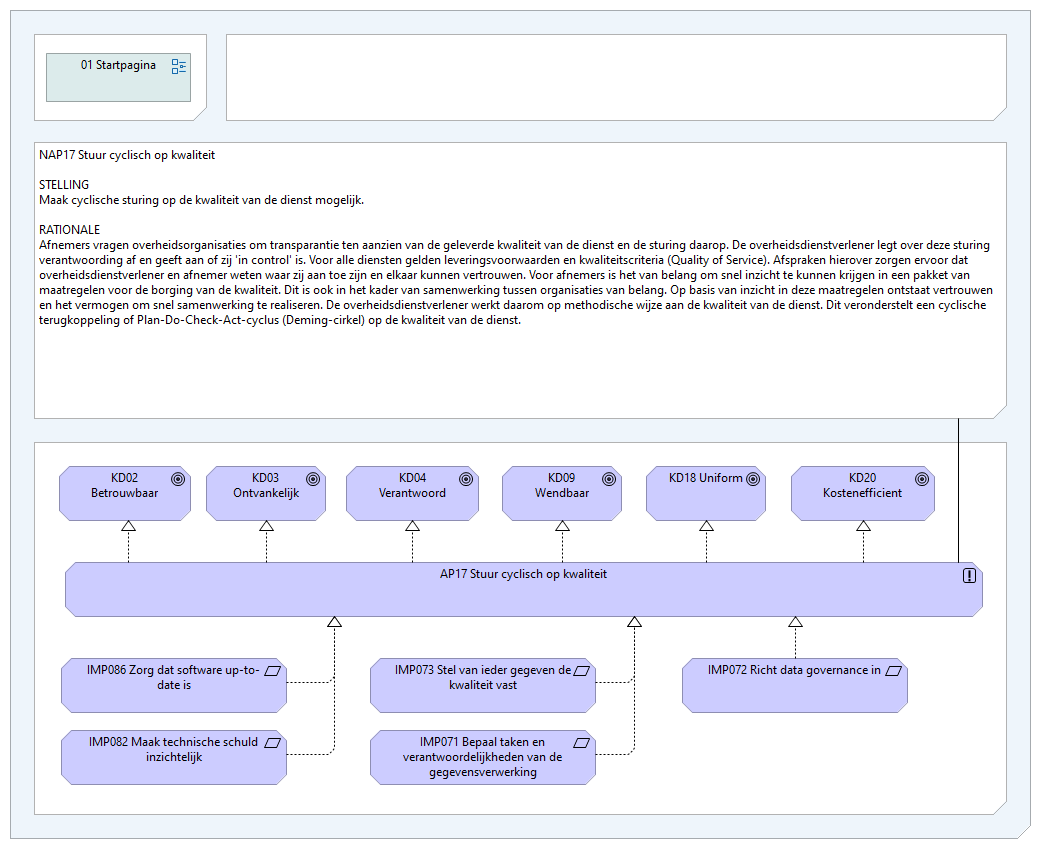 01 Startpagina
NAP17 Stuur cyclisch op kwaliteit
STELLING
Maak cyclische sturing op de kwaliteit van de dienst mogelijk.
RATIONALE
Afnemers vragen overheidsorganisaties om transparantie ten aanzien van de geleverde kwaliteit van de dienst en de sturing daarop. De overheidsdienstverlener legt over deze sturing
verantwoording af en geeft aan of zij 'in control' is. Voor alle diensten gelden leveringsvoorwaarden en kwaliteitscriteria (Quality of Service). Afspraken hierover zorgen ervoor dat
overheidsdienstverlener en afnemer weten waar zij aan toe zijn en elkaar kunnen vertrouwen. Voor afnemers is het van belang om snel inzicht te kunnen krijgen in een pakket van
maatregelen voor de borging van de kwaliteit. Dit is ook in het kader van samenwerking tussen organisaties van belang. Op basis van inzicht in deze maatregelen ontstaat vertrouwen
en het vermogen om snel samenwerking te realiseren. De overheidsdienstverlener werkt daarom op methodische wijze aan de kwaliteit van de dienst. Dit veronderstelt een cyclische
terugkoppeling of Plan-Do-Check-Act-cyclus (Deming-cirkel) op de kwaliteit van de dienst.
KD02
Betrouwbaar
KD03
Ontvankelijk
KD04
Verantwoord
KD09
Wendbaar
KD18 Uniform
KD20
Kostenefficient
AP17 Stuur cyclisch op kwaliteit
IMP086 Zorg dat software up-to-
date is
IMP073 Stel van ieder gegeven de
kwaliteit vast
IMP072 Richt data governance in
IMP082 Maak technische schuld
inzichtelijk
IMP071 Bepaal taken en
verantwoordelijkheden van de
gegevensverwerking